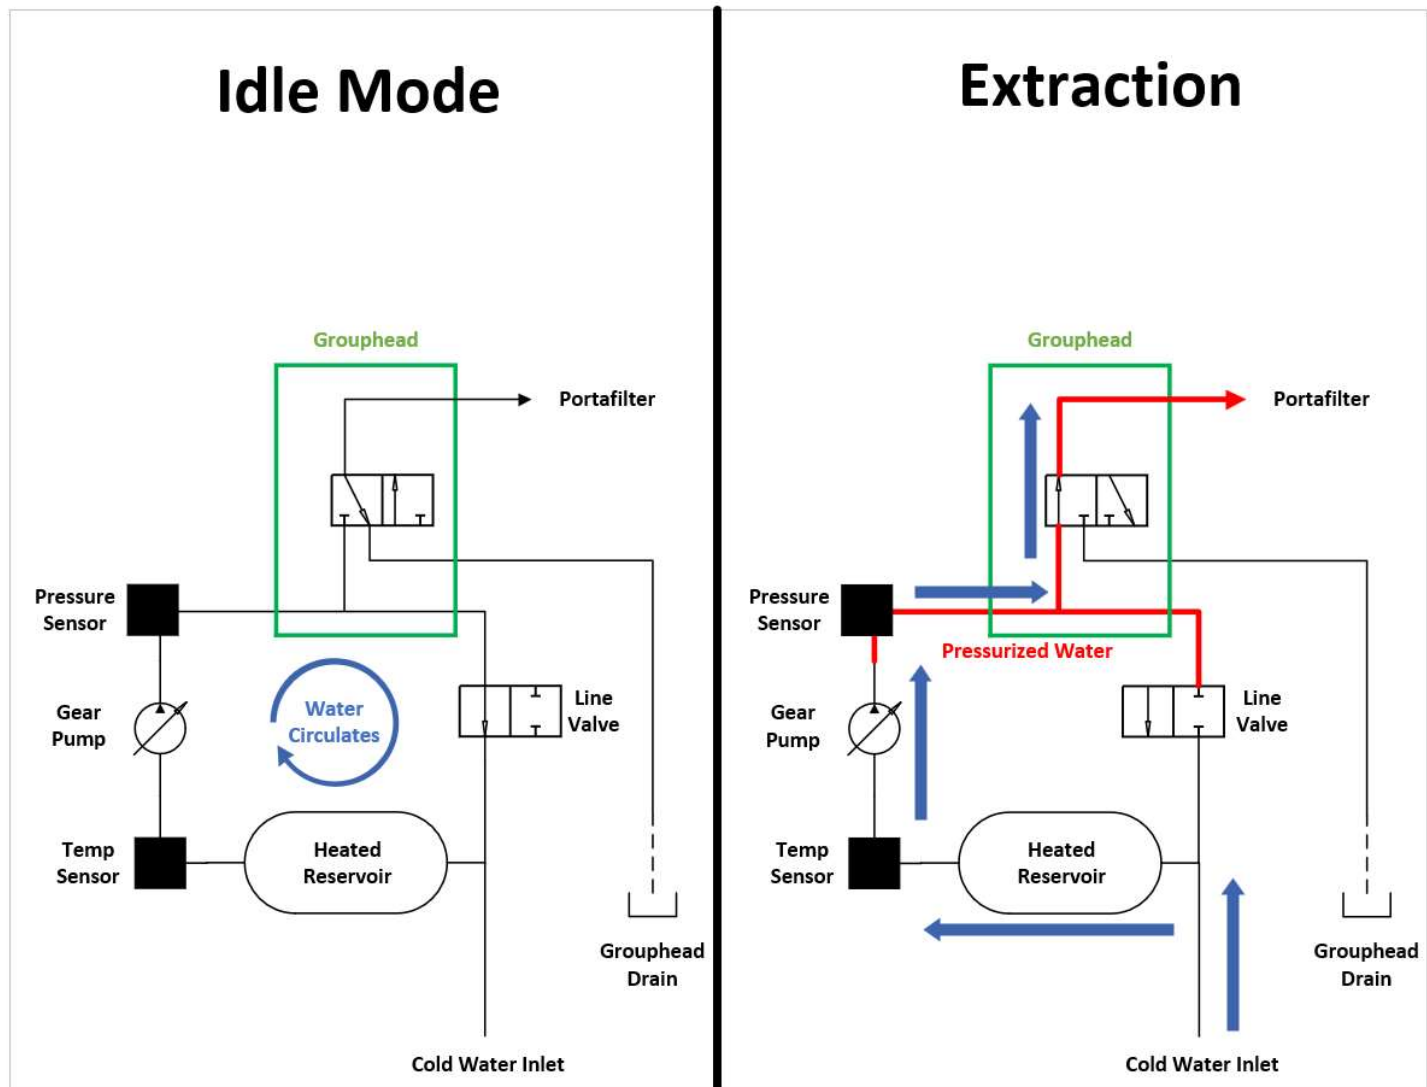 Idle Mode
Grouphead
Portafilter
Pressure
Sensor
Gear
Pump
Water
Circulates
Line
Valve
Temp
Sensor
Heated
Reservoir
Grouphead
Drain
Cold Water Inlet
Extraction
Grouphead
Portafilter
Pressure
Sensor
Pressurized Water
Gear
Pump
Line
Valve
Temp
Sensor
Heated
Reservoir
Grouphead
Drain
Cold Water Inlet